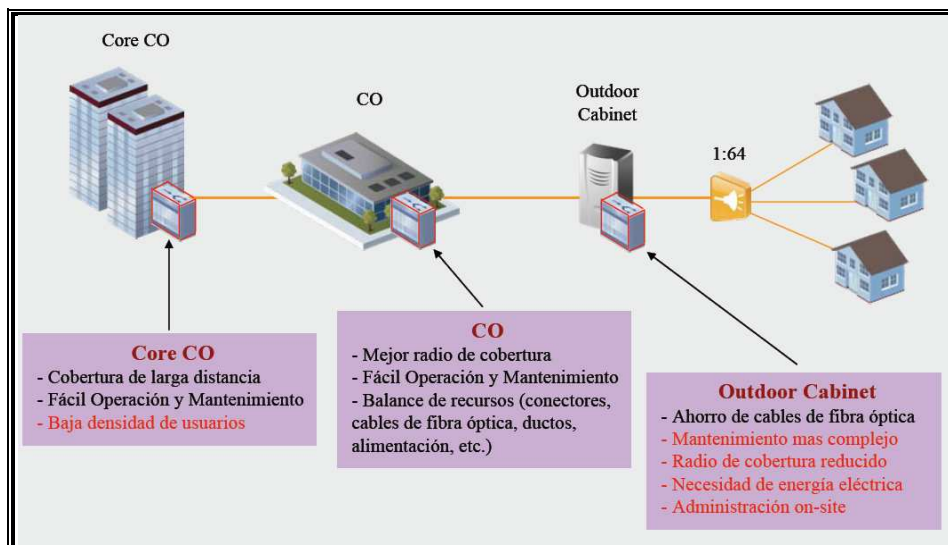 Core CO
CO
Outdoor
Cabinet
1:64
Core CO
- Cobertura de larga distancia
- Fácil Operación y Mantenimiento
- Baja densidad de usuarios
CO
- Mejor radio de cobertura
- Fácil Operación y Mantenimiento
- Balance de recursos (conectores,
cables de fibra óptica, ductos,
alimentación, etc.)
Outdoor Cabinet
- Ahorro de cables de fibra óptica
- Mantenimiento mas complejo
- Radio de cobertura reducido
- Necesidad de energía eléctrica
- Administración on-site